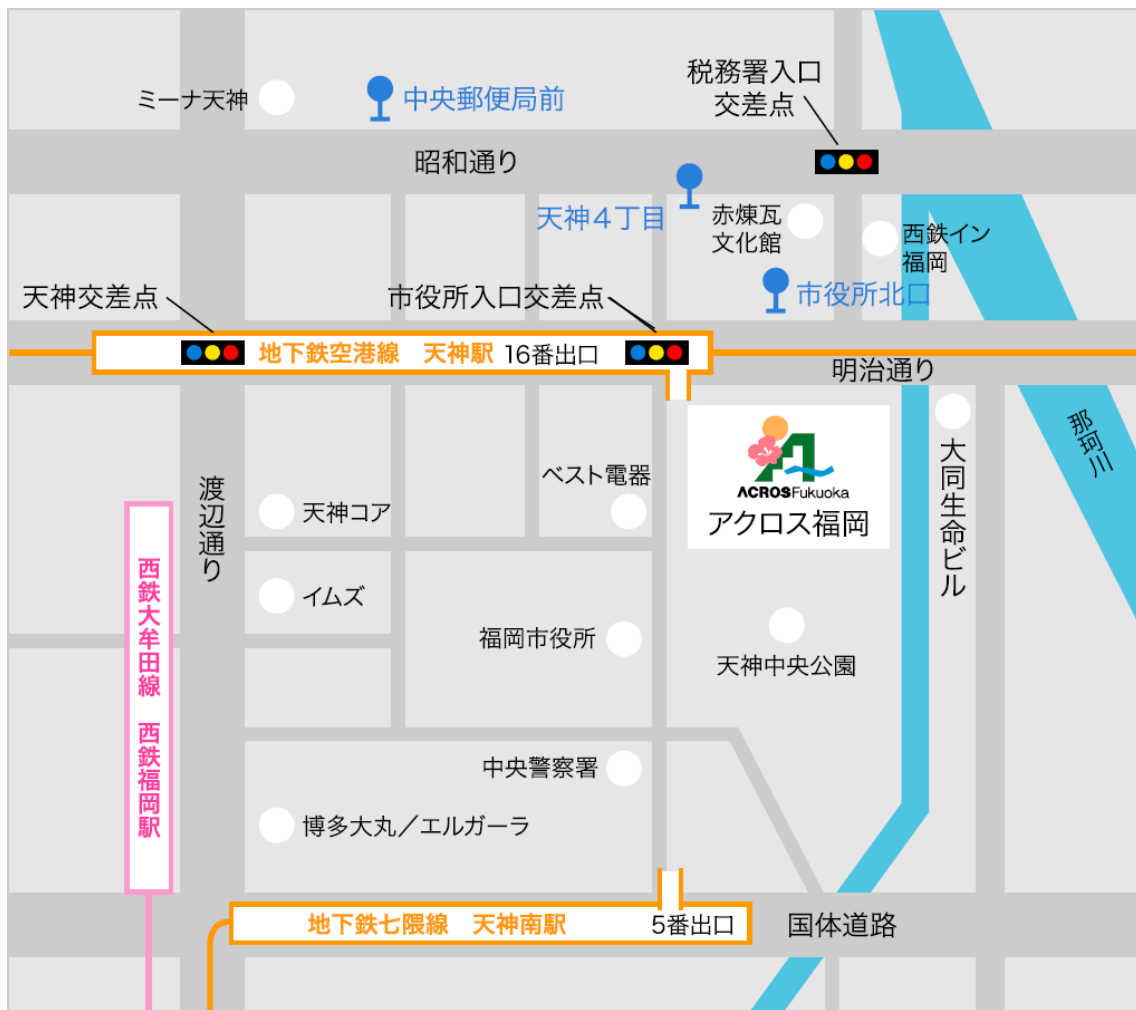 税務署入口
交差点
ミーナ天神
中央郵便局前
昭和通り
天神4丁目
赤煉瓦
文化館
西鉄イン
福岡
天神交差点
市役所入口交差点
市役所北口
地下鉄空港線 天神駅 16番出口
明治通り
那珂川
ACROS Fukuoka
アクロス福岡
大同生命ビル
ベスト電器
渡辺通り
天神コア
西鉄大牟田線 西鉄福岡駅
イムズ
福岡市役所
天神中央公園
中央警察署
博多大丸/エルガーラ
地下鉄七隈線 天神南駅 5番出口
国体道路